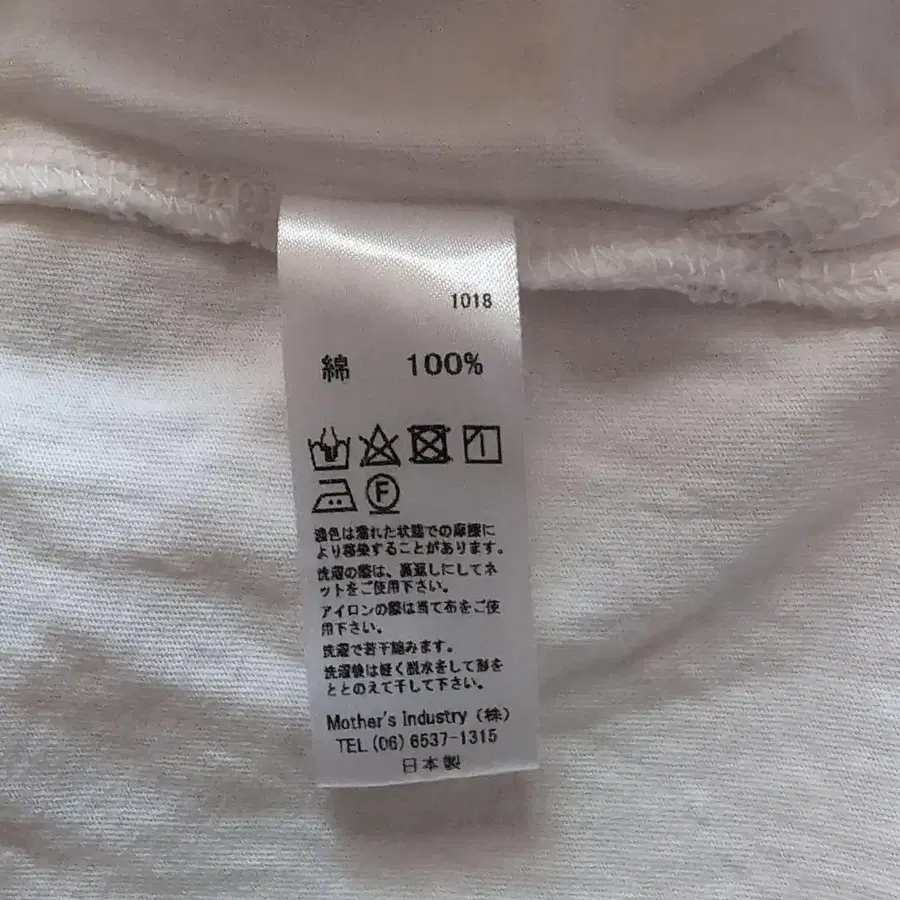 1018
綿 100%
F
濃色は濡れた状態での摩擦に
より移染することがあります。
洗濯の際は、裏返しにしてネ
ットをご使用下さい。
アイロンの際は当て布をご使
用下さい。
洗濯で若干縮みます。
洗濯後は軽く脱水をして形を
ととのえて干して下さい。
Mother's Industry (株)
TEL (06) 6537-1315
日本製